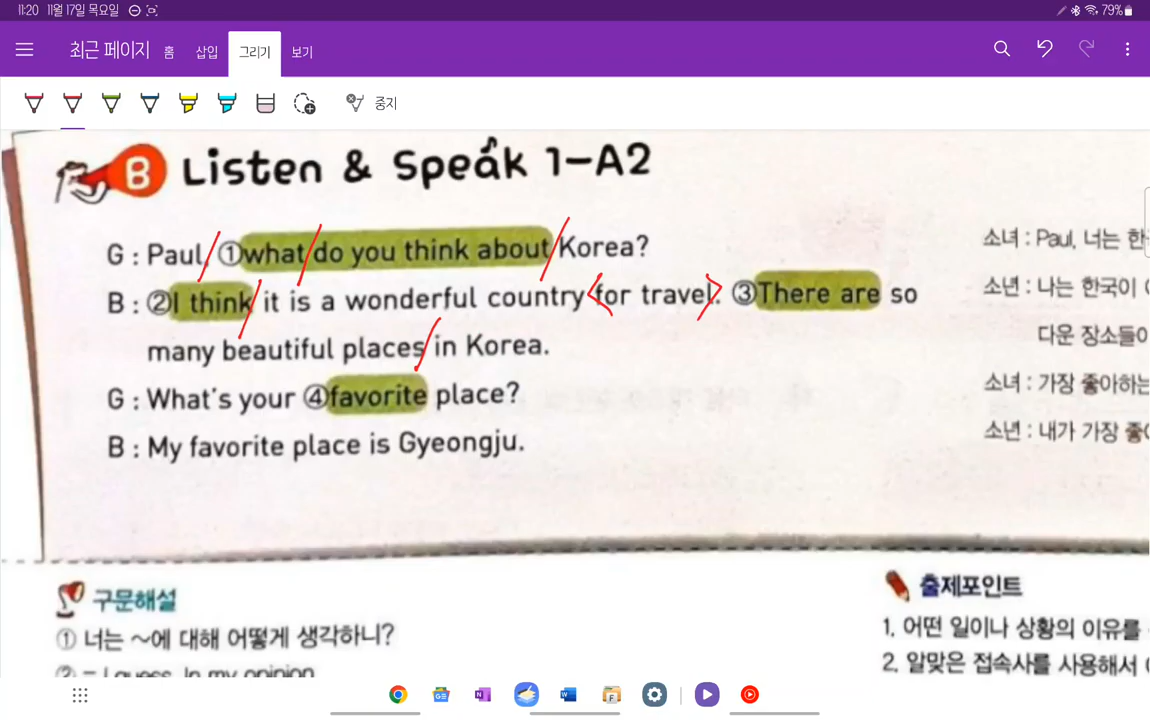 11:20 11월 17일 목요일 79%
최근 페이지 홈 삽입 그리기 보기
중지
B Listen & Speak 1-A2
G : Paul, ①what do you think about Korea?
B : ②I think it is a wonderful country for travel. ③There are so
many beautiful places in Korea.
G : What's your ④favorite place?
B : My favorite place is Gyeongju.
소녀 : Paul, 너는 한
소년 : 나는 한국이
다운 장소들이
소녀 : 가장 좋아하는
소년 : 내가 가장 좋아
구문해설
① 너는 ～에 대해 어떻게 생각하니?
② = I guess, In my opinion
출제포인트
1. 어떤 일이나 상황의 이유를
2. 알맞은 접속사를 사용해서